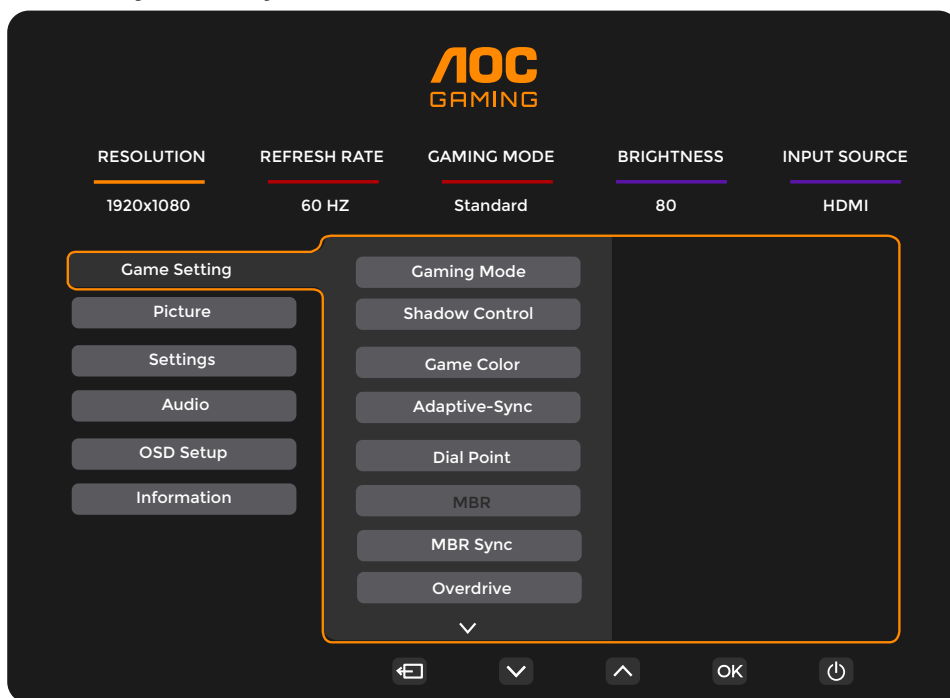 AOC
GAMING
RESOLUTION REFRESH RATE GAMING MODE BRIGHTNESS INPUT SOURCE
1920x1080 60 HZ Standard 80 HDMI
Game Setting
Picture
Settings
Audio
OSD Setup
Information
Gaming Mode
Shadow Control
Game Color
Adaptive-Sync
Dial Point
MBR
MBR Sync
Overdrive
OK